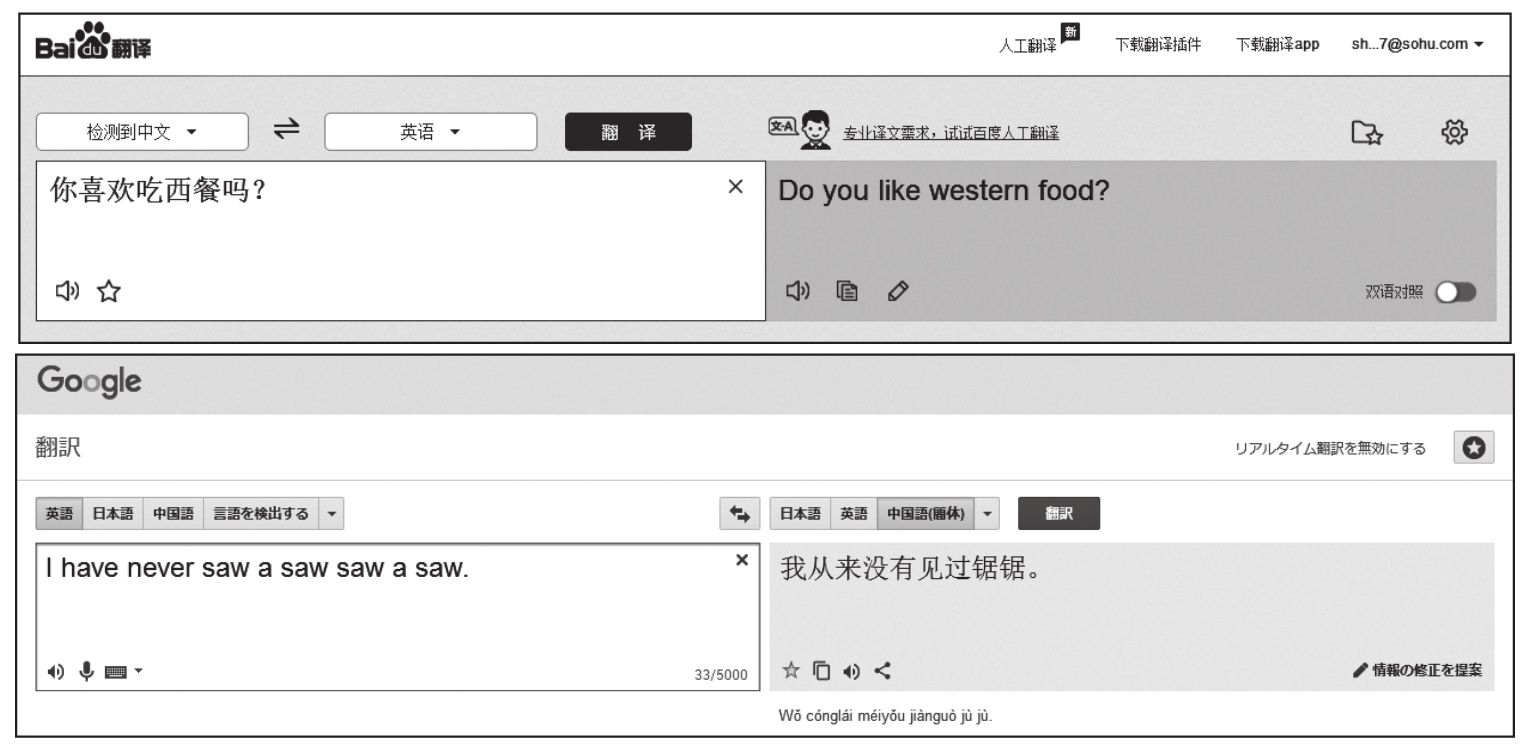 Baidu翻译
人工翻译 新 下载翻译插件 下载翻译app sh...7@sohu.com
检测到中文 英语 翻 译 文A 专业译文需求，试试百度人工翻译
你喜欢吃西餐吗? Do you like western food?
双语对照
Google
翻訳 リアルタイム翻訳を無効にする
英語 日本語 中国語 言語を検出する 日本語 英語 中国語(簡体) 翻訳
I have never saw a saw saw a saw. 我从来没有见过锯锯。
33/5000 情報の修正を提案
Wǒ cónglái méiyǒu jiànguò jù jù.